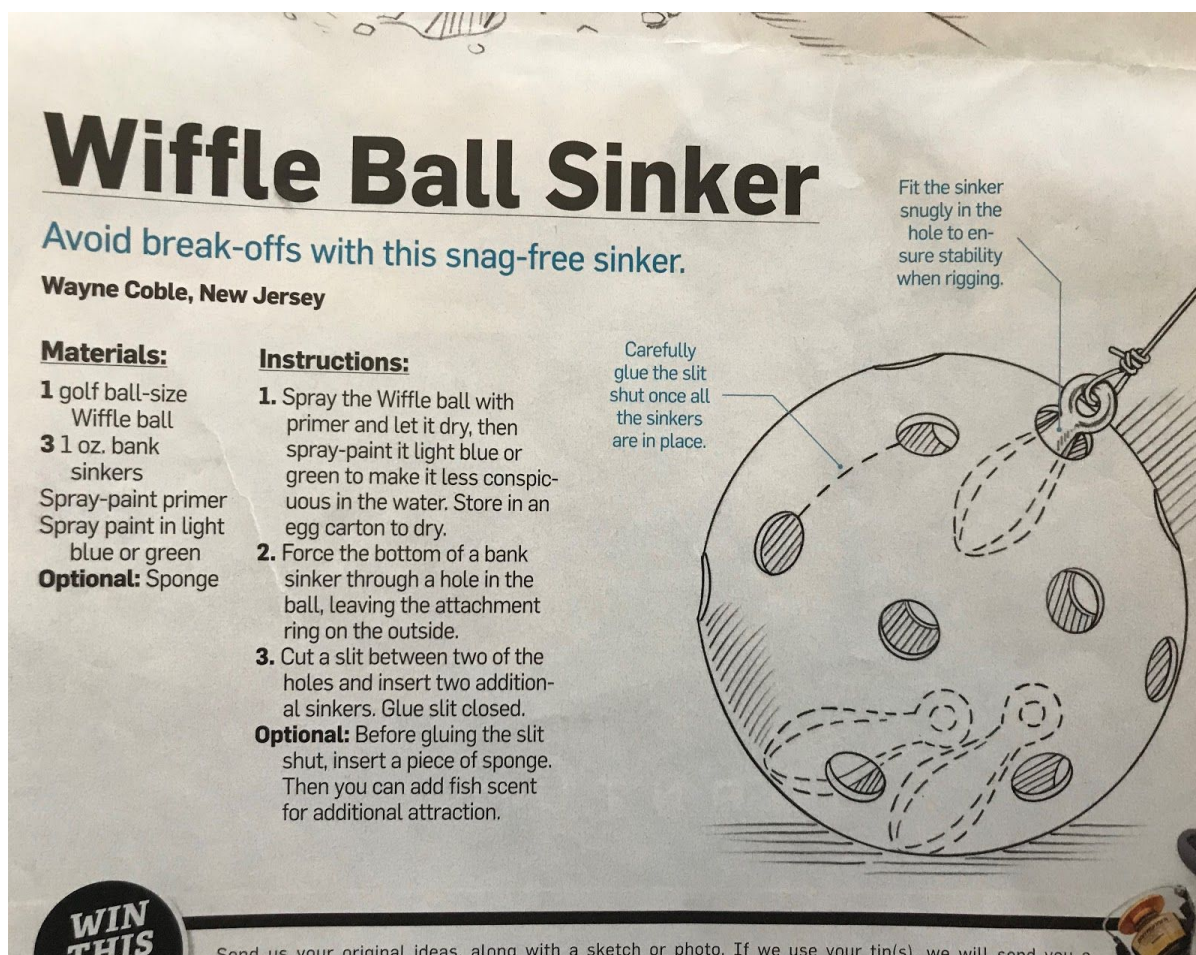 Wiffle Ball Sinker
Avoid break-offs with this snag-free sinker.
Wayne Coble, New Jersey
Materials:
1 golf ball-size
Wiffle ball
3 1 oz. bank
sinkers
Spray-paint primer
Spray paint in light
blue or green
Optional: Sponge
Instructions:
1. Spray the Wiffle ball with
primer and let it dry, then
spray-paint it light blue or
green to make it less conspic-
uous in the water. Store in an
egg carton to dry.
2. Force the bottom of a bank
sinker through a hole in the
ball, leaving the attachment
ring on the outside.
3. Cut a slit between two of the
holes and insert two addition-
al sinkers. Glue slit closed.
Optional: Before gluing the slit
shut, insert a piece of sponge.
Then you can add fish scent
for additional attraction.
Carefully
glue the slit
shut once all
the sinkers
are in place.
Fit the sinker
snugly in the
hole to en-
sure stability
when rigging.
WIN
THIS
Send us your original ideas, along with a sketch or photo. If we use your tip(s), we will send you a